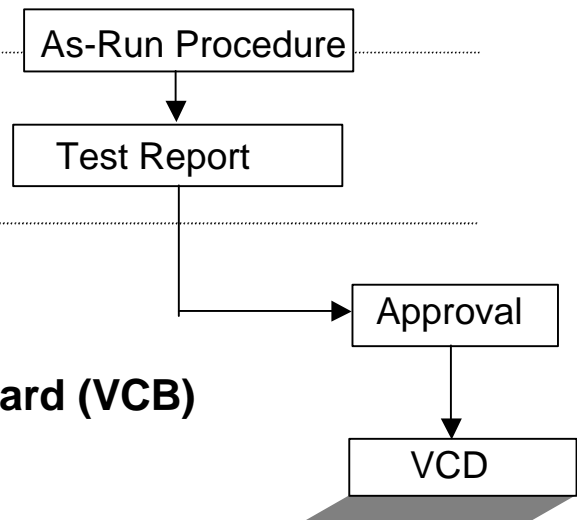 As-Run Procedure
Test Report
Approval
ard (VCB)
VCD